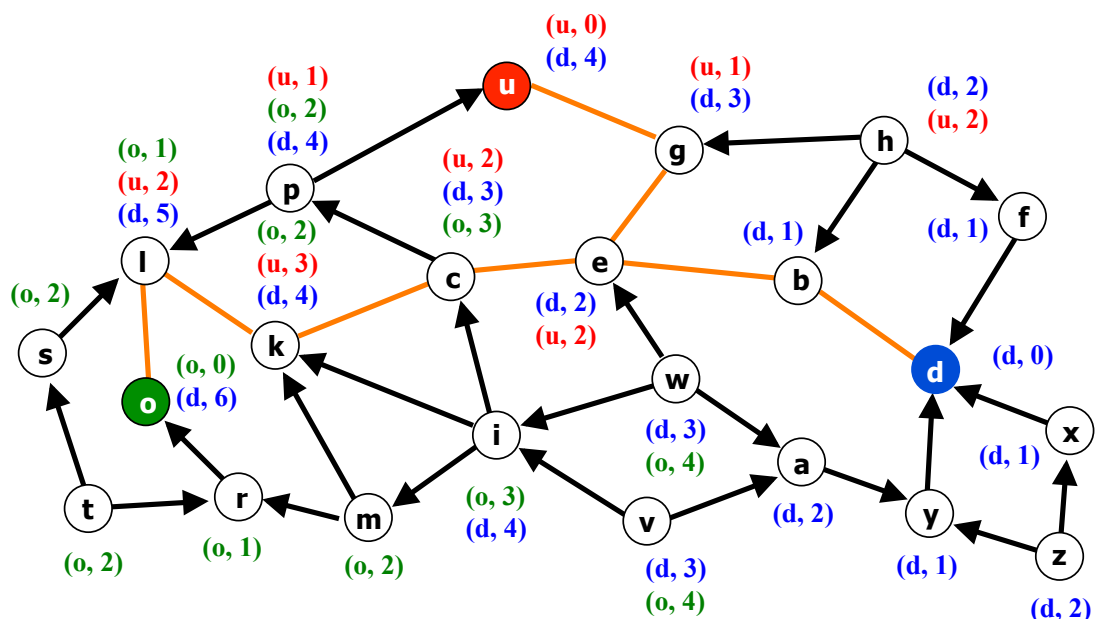 (u, 0)
(d, 4)
u
(u, 1)
(d, 3)
g
(d, 2)
(u, 2)
h
(u, 1)
(o, 2)
(d, 4)
p
(o, 1)
(u, 2)
(d, 5)
l
(u, 2)
(d, 3)
(o, 3)
c
(o, 2)
(u, 3)
(d, 4)
k
e
(d, 2)
(u, 2)
(d, 1)
b
(d, 1)
f
(o, 2)
s
(o, 0)
(d, 6)
o
d
(d, 0)
w
(d, 3)
(o, 4)
i
(o, 3)
(d, 4)
a
(d, 2)
x
(d, 1)
t
(o, 2)
r
(o, 1)
m
(o, 2)
v
(d, 3)
(o, 4)
y
(d, 1)
z
(d, 2)